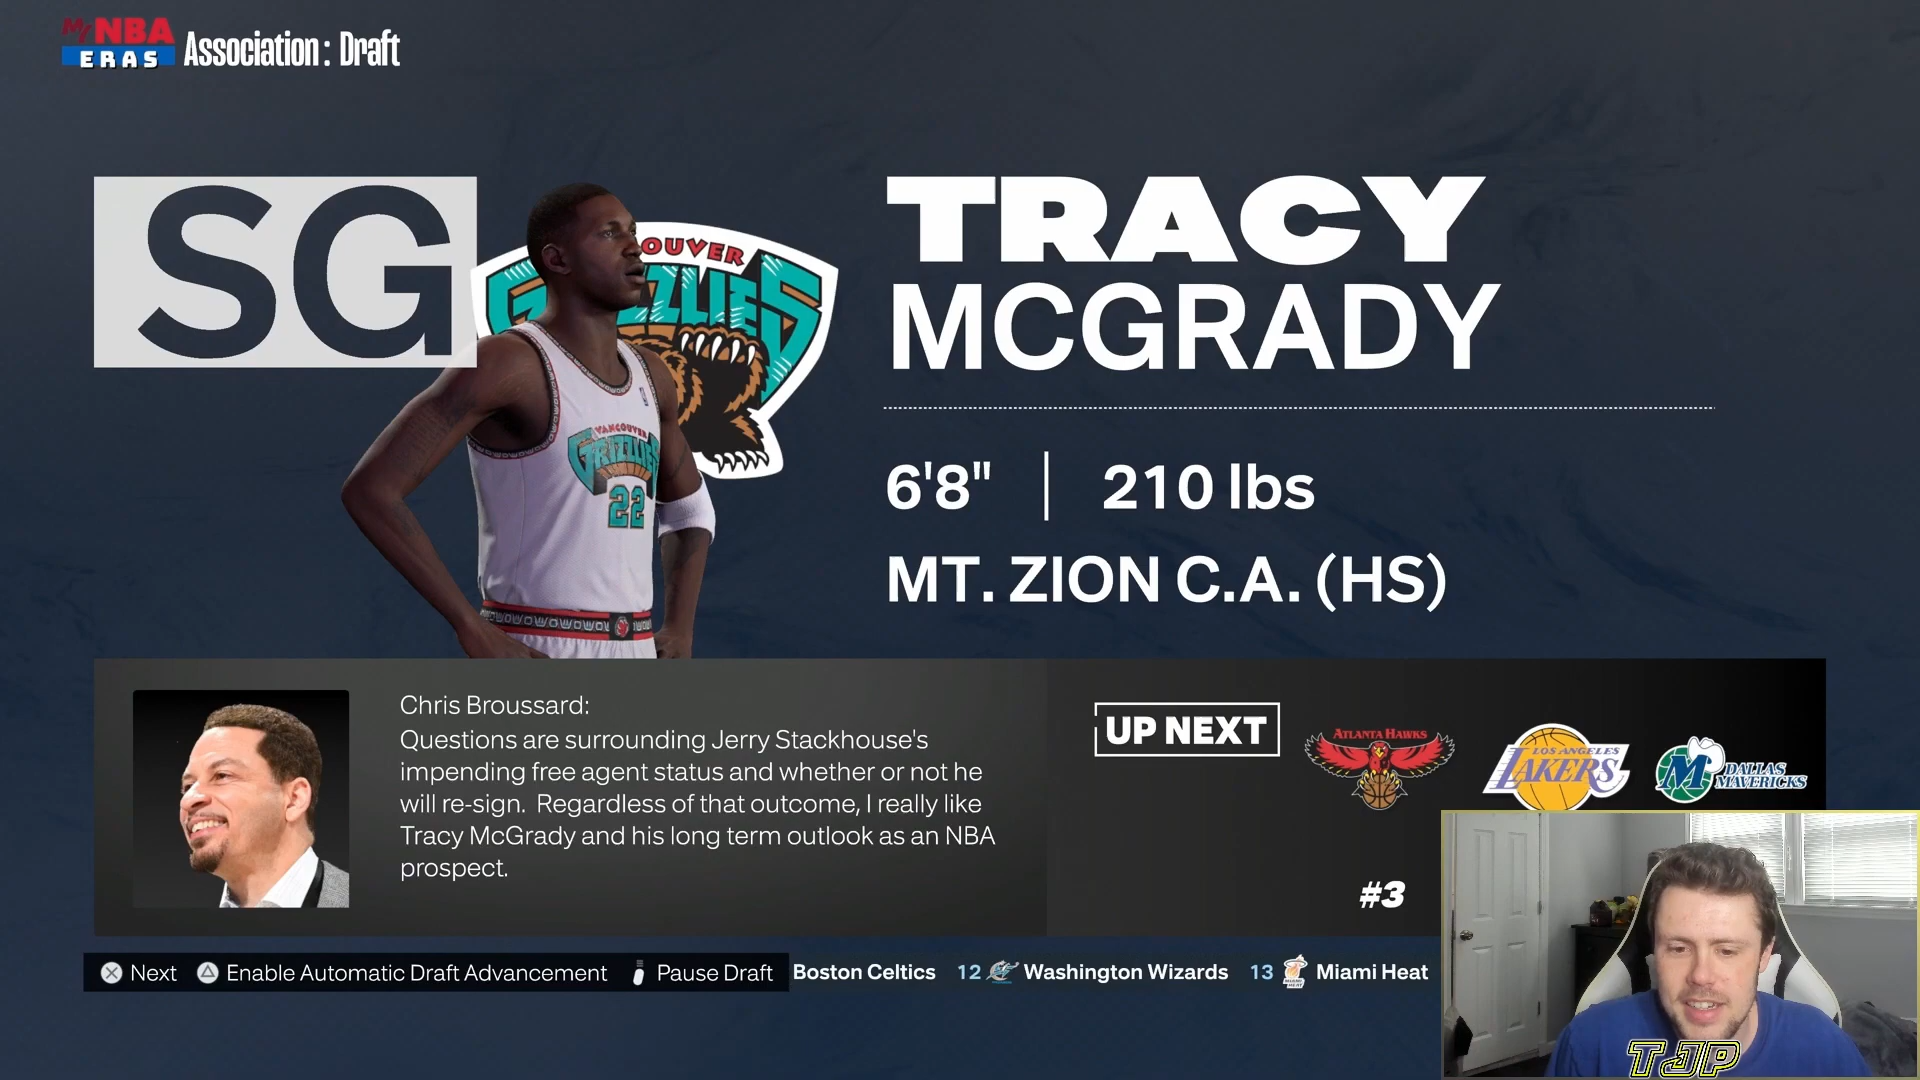 My NBA
ERAS
Association: Draft
SG
TRACY
MCGRADY
VANCOUVER
GRIZZLIES
22
6'8" | 210 lbs
MT. ZION C.A. (HS)
Chris Broussard:
Questions are surrounding Jerry Stackhouse's
impending free agent status and whether or not he
will re-sign. Regardless of that outcome, I really like
Tracy McGrady and his long term outlook as an NBA
prospect.
UP NEXT
ATLANTA HAWKS
LOS ANGELES
LAKERS
M DALLAS
MAVERICKS
#3
Next Enable Automatic Draft Advancement Pause Draft
Boston Celtics 12 Washington Wizards 13 Miami Heat
TJP